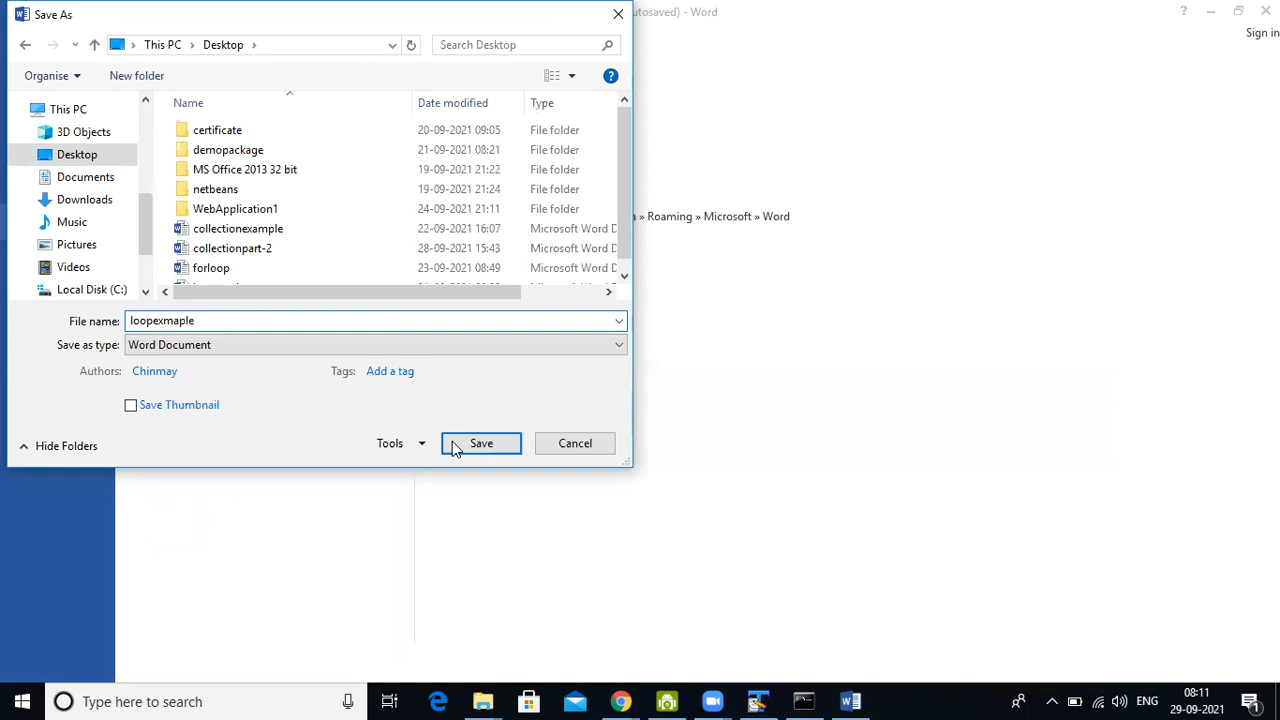 Save As
utosaved) - Word
Sign in
This PC
Desktop
Search Desktop
Organise
New folder
Name
Date modified
Type
This PC
3D Objects
Desktop
Documents
Downloads
Music
Pictures
Videos
Local Disk (C:)
certificate 20-09-2021 09:05 File folder
demopackage 21-09-2021 08:21 File folder
MS Office 2013 32 bit 19-09-2021 21:22 File folder
netbeans 19-09-2021 21:24 File folder
WebApplication1 24-09-2021 21:11 File folder
collectionexample 22-09-2021 16:07 Microsoft Word D
collectionpart-2 28-09-2021 15:43 Microsoft Word D
forloop 23-09-2021 08:49 Microsoft Word D
a » Roaming » Microsoft » Word
File name: loopexmaple
Save as type: Word Document
Authors: Chinmay
Tags: Add a tag
Save Thumbnail
Hide Folders
Tools
Save
Cancel
Type here to search
ENG
08:11
29-09-2021
1